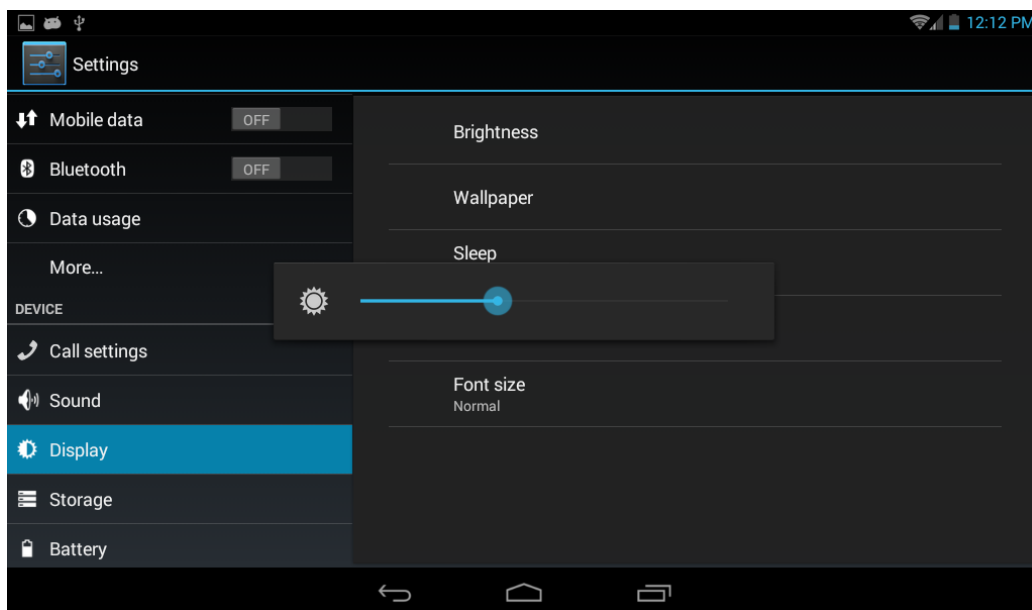 12:12 PM
Settings
Mobile data OFF
Bluetooth OFF
Data usage
More...
DEVICE
Call settings
Sound
Display
Storage
Battery
Brightness
Wallpaper
Sleep
Font size
Normal